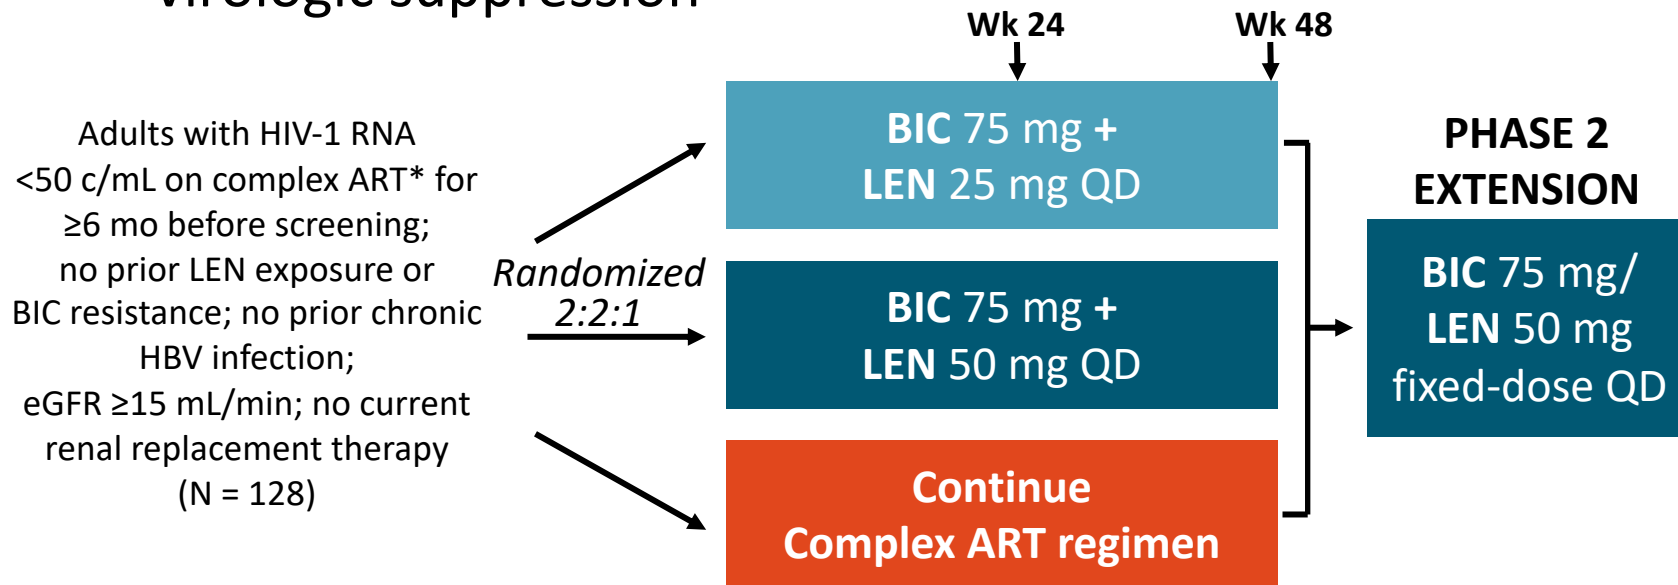 virologic suppression
Wk 24
Wk 48
Adults with HIV-1 RNA
<50 c/mL on complex ART* for
≥6 mo before screening;
no prior LEN exposure or
BIC resistance; no prior chronic
HBV infection;
eGFR ≥15 mL/min; no current
renal replacement therapy
(N = 128)
Randomized
2:2:1
BIC 75 mg +
LEN 25 mg QD
BIC 75 mg +
LEN 50 mg QD
Continue
Complex ART regimen
PHASE 2
EXTENSION
BIC 75 mg/
LEN 50 mg
fixed-dose QD